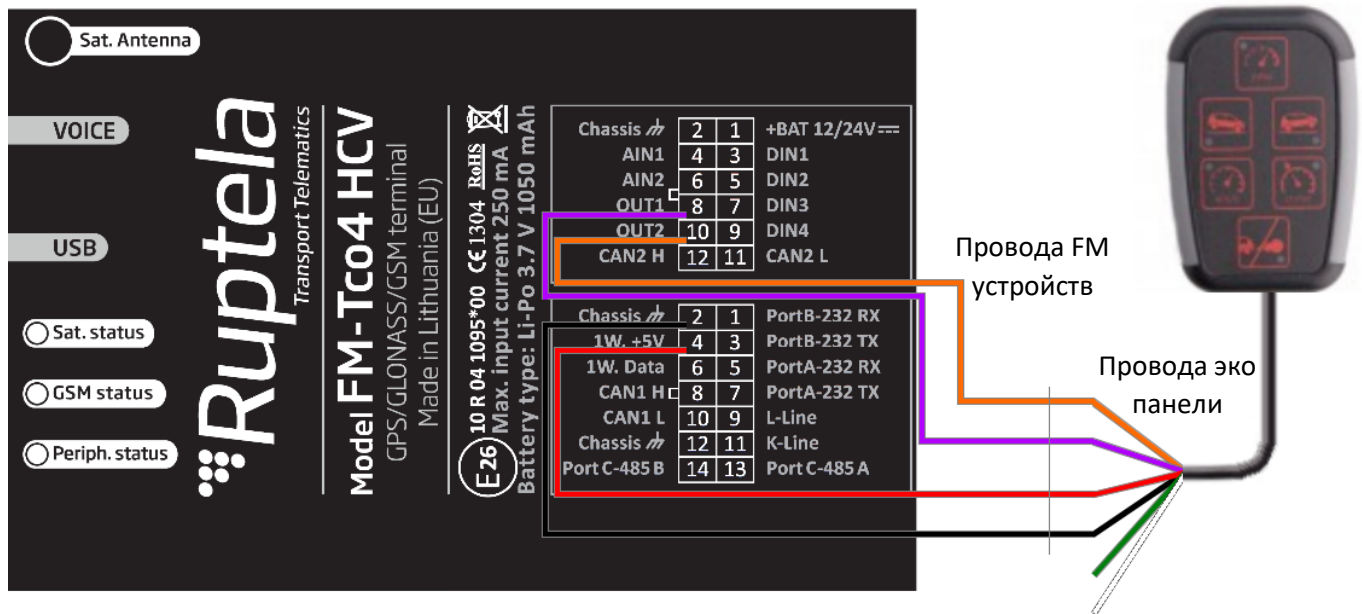 Sat. Antenna
VOICE
USB
Sat. status
GSM status
Periph. status
Ruptela
Transport Telematics
Model FM-Tco4 HCV
GPS/GLONASS/GSM terminal
Made in Lithuania (EU)
E26 10 R 04 1095*00 CE1304 RoHS
Max. input current 250 mA
Battery type: Li-Po 3.7 V 1050 mAh
Chassis 2 1 +BAT 12/24V
AIN1 4 3 DIN1
AIN2 6 5 DIN2
OUT1 8 7 DIN3
OUT2 10 9 DIN4
CAN2 H 12 11 CAN2 L
Chassis 2 1 PortB-232 RX
1W. +5V 4 3 PortB-232 TX
1W. Data 6 5 PortA-232 RX
CAN1 H 8 7 PortA-232 TX
CAN1 L 10 9 L-Line
Chassis 12 11 K-Line
Port C-485 B 14 13 Port C-485 A
Провода FM
устройств
Провода эко
панели